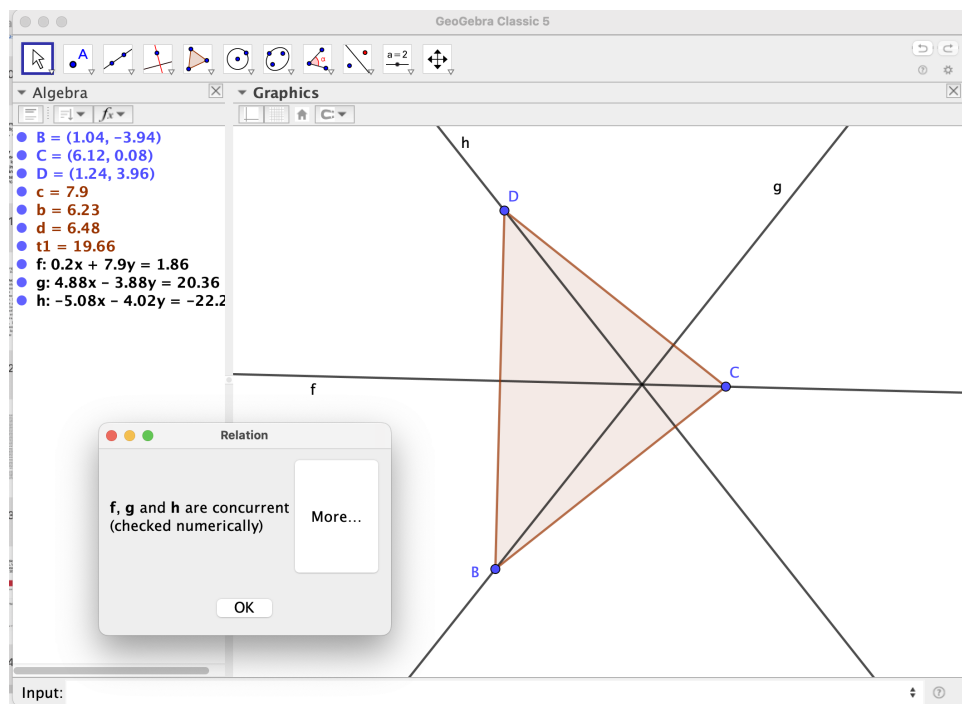 GeoGebra Classic 5
A
a=2
Algebra
Graphics
fx
B = (1.04, −3.94)
C = (6.12, 0.08)
D = (1.24, 3.96)
c = 7.9
b = 6.23
d = 6.48
t1 = 19.66
f: 0.2x + 7.9y = 1.86
g: 4.88x − 3.88y = 20.36
h: −5.08x − 4.02y = −22.2
h
g
D
C
f
B
Relation
f, g and h are concurrent
(checked numerically)
More...
OK
Input: